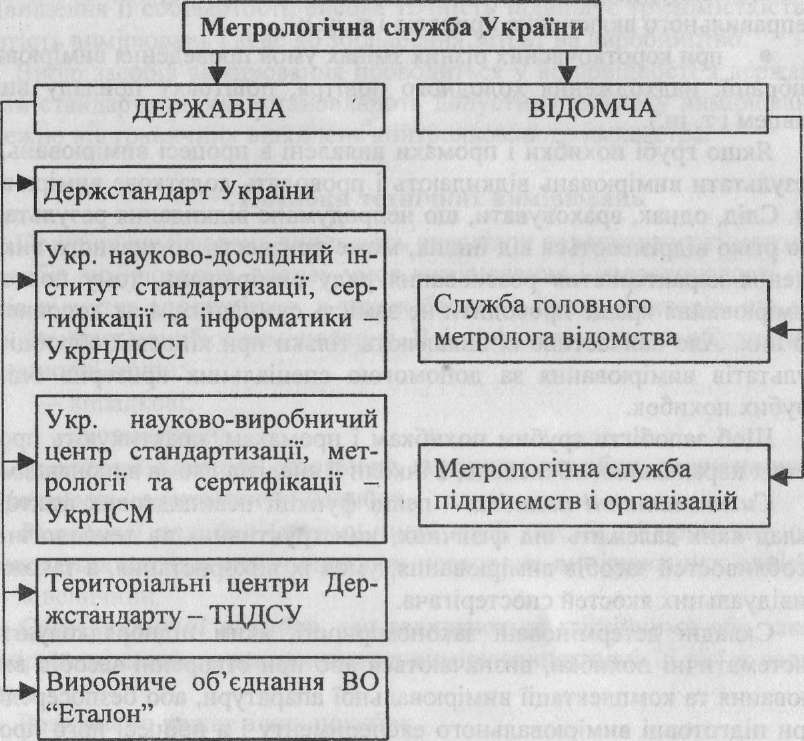 Метрологічна служба України
ДЕРЖАВНА
ВІДОМЧА
Держстандарт України
Укр. науково-дослідний ін-
ститут стандартизації, сер-
тифікації та інформатики –
УкрНДІССІ
Укр. науково-виробничий
центр стандартизації, мет-
рології та сертифікації –
УкрЦСМ
Територіальні центри Дер-
жстандарту – ТЦДСУ
Виробниче об’єднання ВО
“Еталон”
Служба головного
метролога відомства
Метрологічна служба
підприємств і організацій